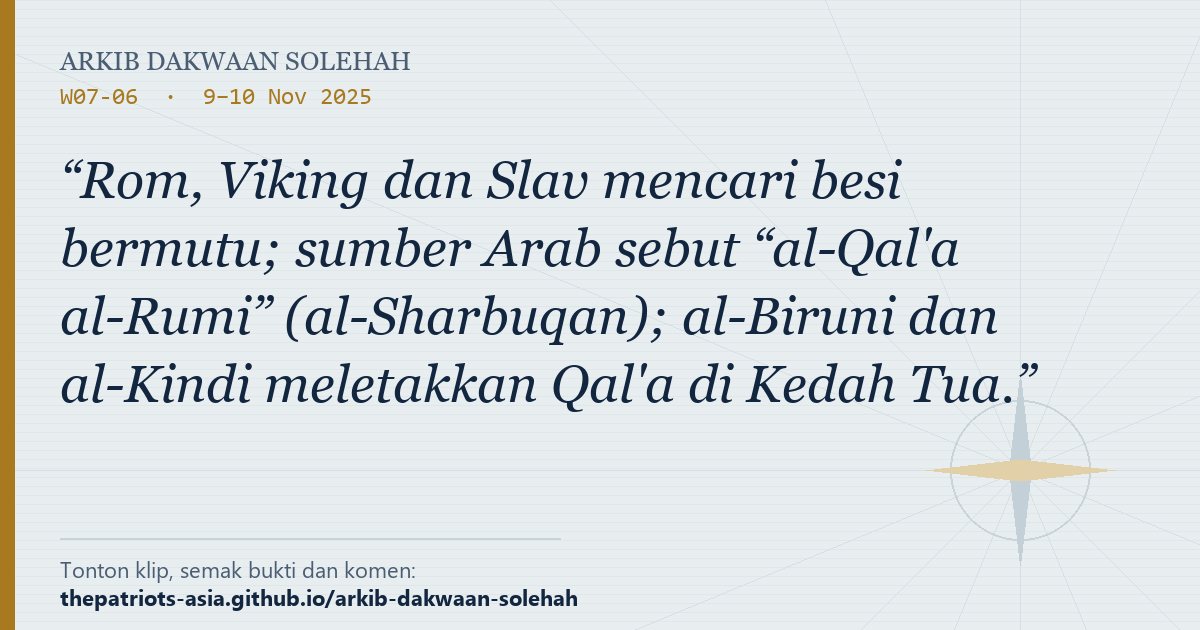 ARKIB DAKWAAN SOLEHAH
W07-06 · 9–10 Nov 2025
“Rom, Viking dan Slav mencari besi
bermutu; sumber Arab sebut “al-Qal'a
al-Rumi” (al-Sharbuqan); al-Biruni dan
al-Kindi meletakkan Qal'a di Kedah Tua.”
Tonton klip, semak bukti dan komen:
thepatriots-asia.github.io/arkib-dakwaan-solehah